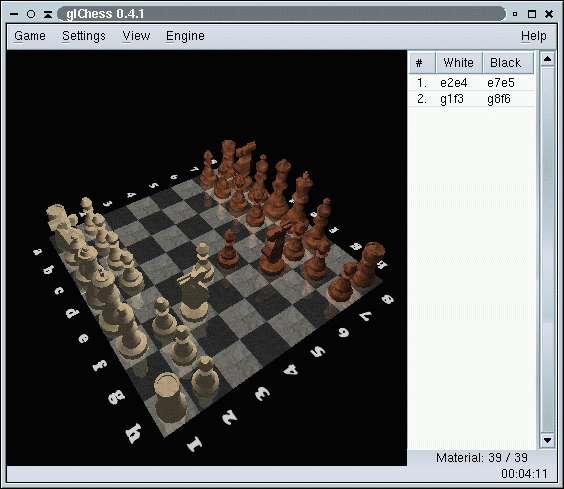 glChess 0.4.1
Game Settings View Engine Help
# White Black
1. e2e4 e7e5
2. g1f3 g8f6
a b c d e f g h
1 2 3 4 5 6 7 8
Material: 39 / 39
00:04:11